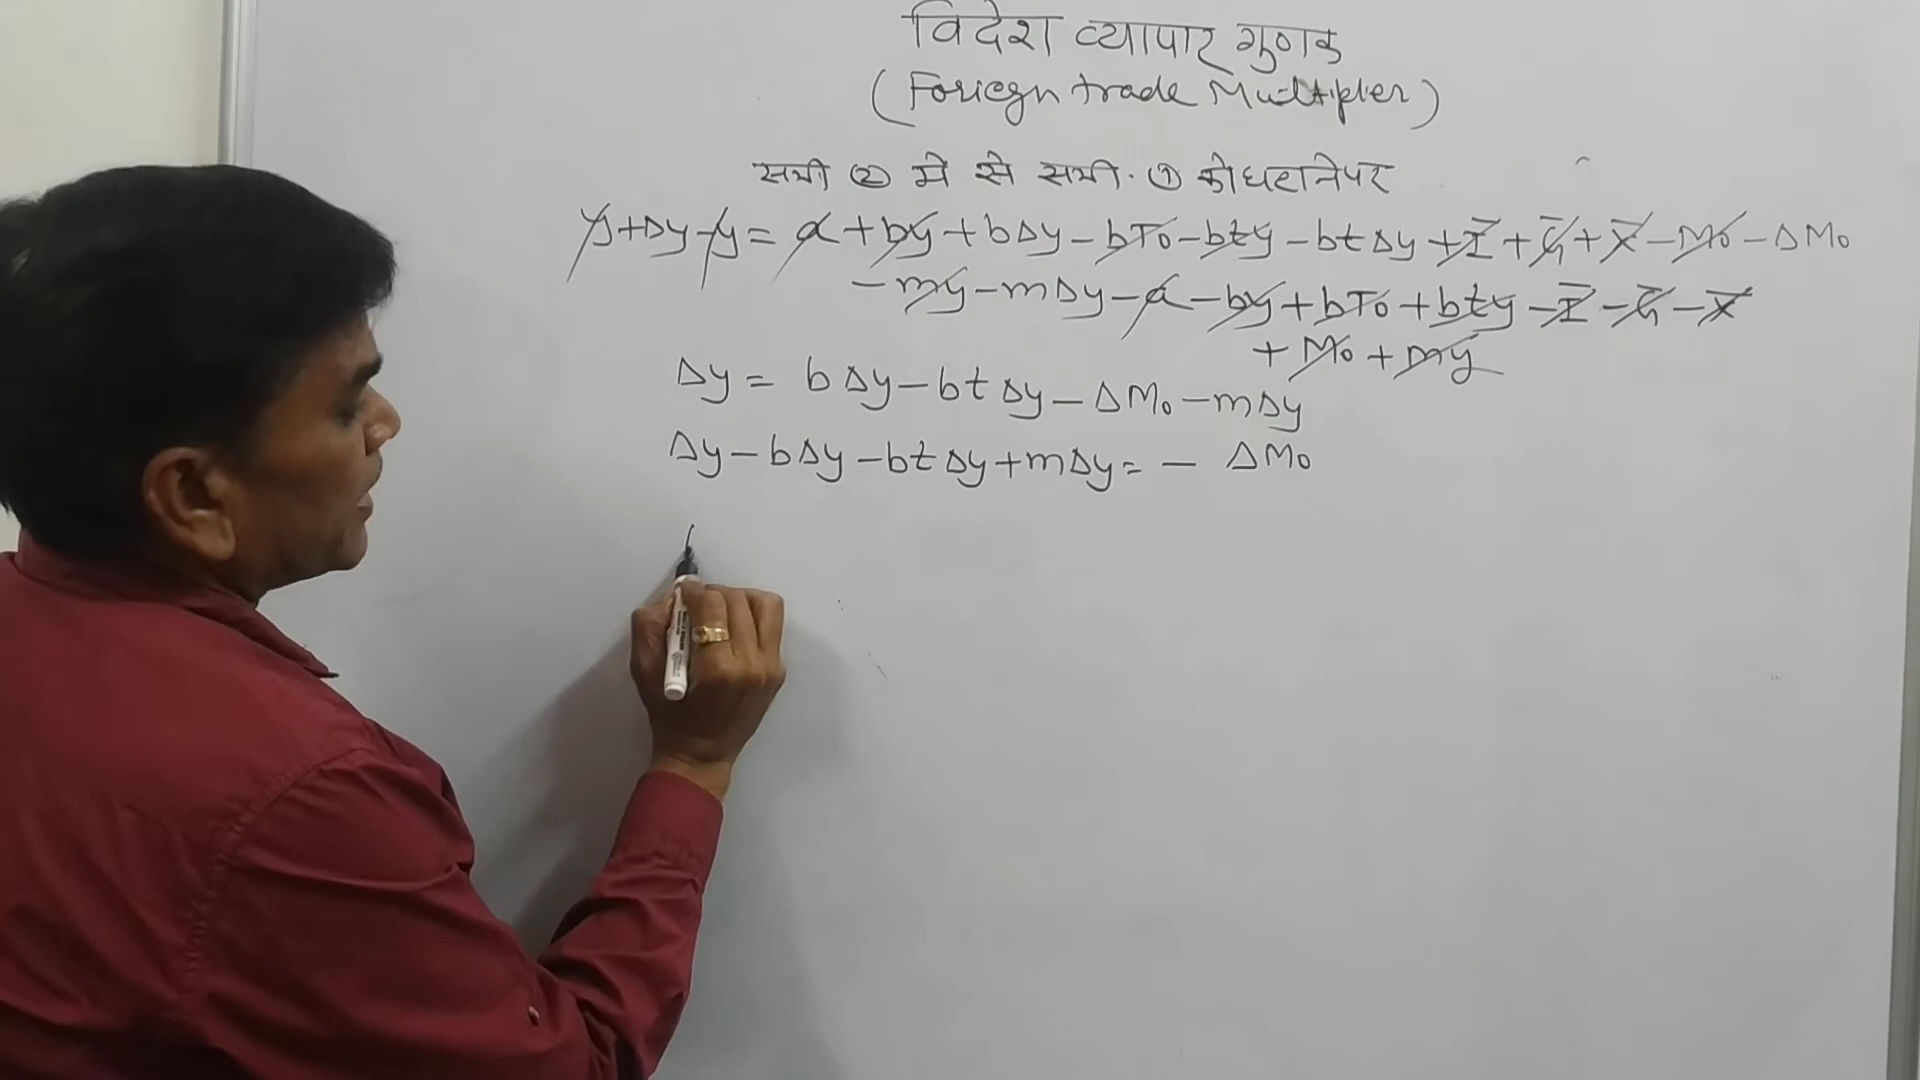 विदेश व्यापार गुणक
(Foriegn trade Multiplier)
समी ② मे से समी. ① को घटाने पर
y+Δy-y= a+by+bΔy-bT₀-bty-btΔy+I̅+G̅+X̅-M₀-ΔM₀
-my-mΔy-a-by+bT₀+bty-I̅-G̅-X̅
+M₀+my
Δy= bΔy-btΔy-ΔM₀-mΔy
Δy-bΔy-btΔy+mΔy= - ΔM₀